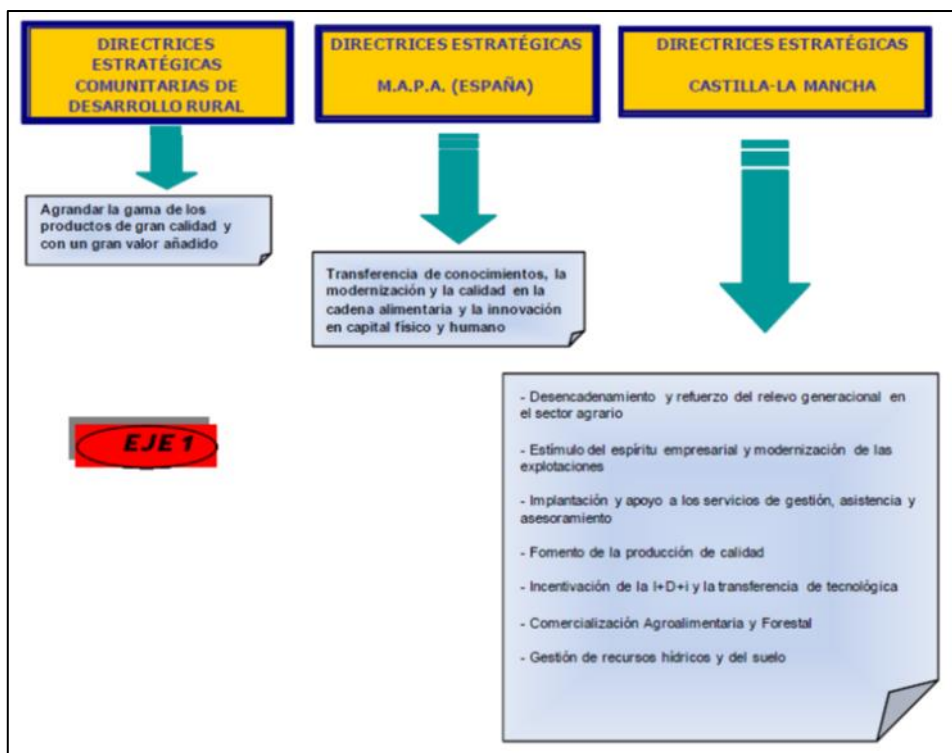 DIRECTRICES
ESTRATÉGICAS
COMUNITARIAS DE
DESARROLLO RURAL
DIRECTRICES ESTRATÉGICAS
M.A.P.A. (ESPAÑA)
DIRECTRICES ESTRATÉGICAS
CASTILLA-LA MANCHA
Agrandar la gama de los
productos de gran calidad y
con un gran valor añadido
Transferencia de conocimientos, la
modernización y la calidad en la
cadena alimentaria y la innovación
en capital físico y humano
EJE 1
- Desencadenamiento y refuerzo del relevo generacional en
el sector agrario
- Estímulo del espíritu empresarial y modernización de las
explotaciones
- Implantación y apoyo a los servicios de gestión, asistencia y
asesoramiento
- Fomento de la producción de calidad
- Incentivación de la I+D+i y la transferencia de tecnológica
- Comercialización Agroalimentaria y Forestal
- Gestión de recursos hídricos y del suelo